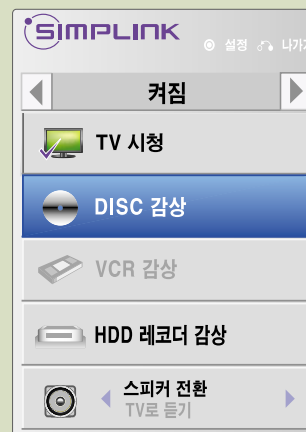 SIMPLINK
설정 나가기
켜짐
TV 시청
DISC 감상
VCR 감상
HDD 레코더 감상
스피커 전환
TV로 듣기